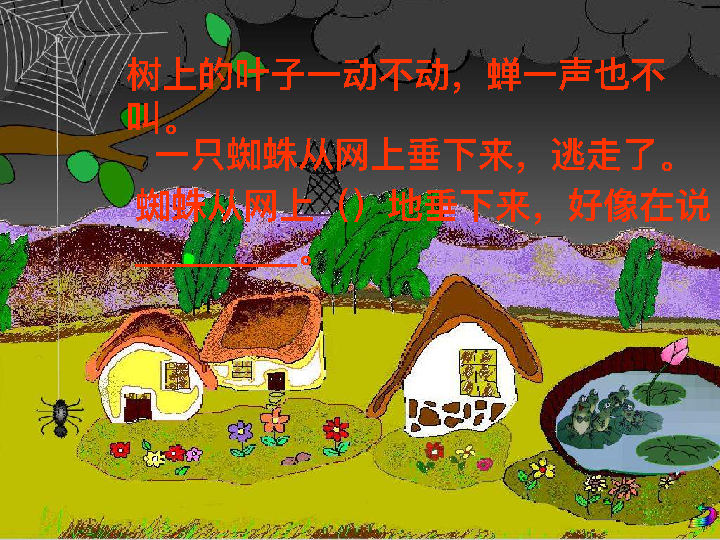 树上的叶子一动不动，蝉一声也不
叫。
一只蜘蛛从网上垂下来，逃走了。
蜘蛛从网上（）地垂下来，好像在说
_________。